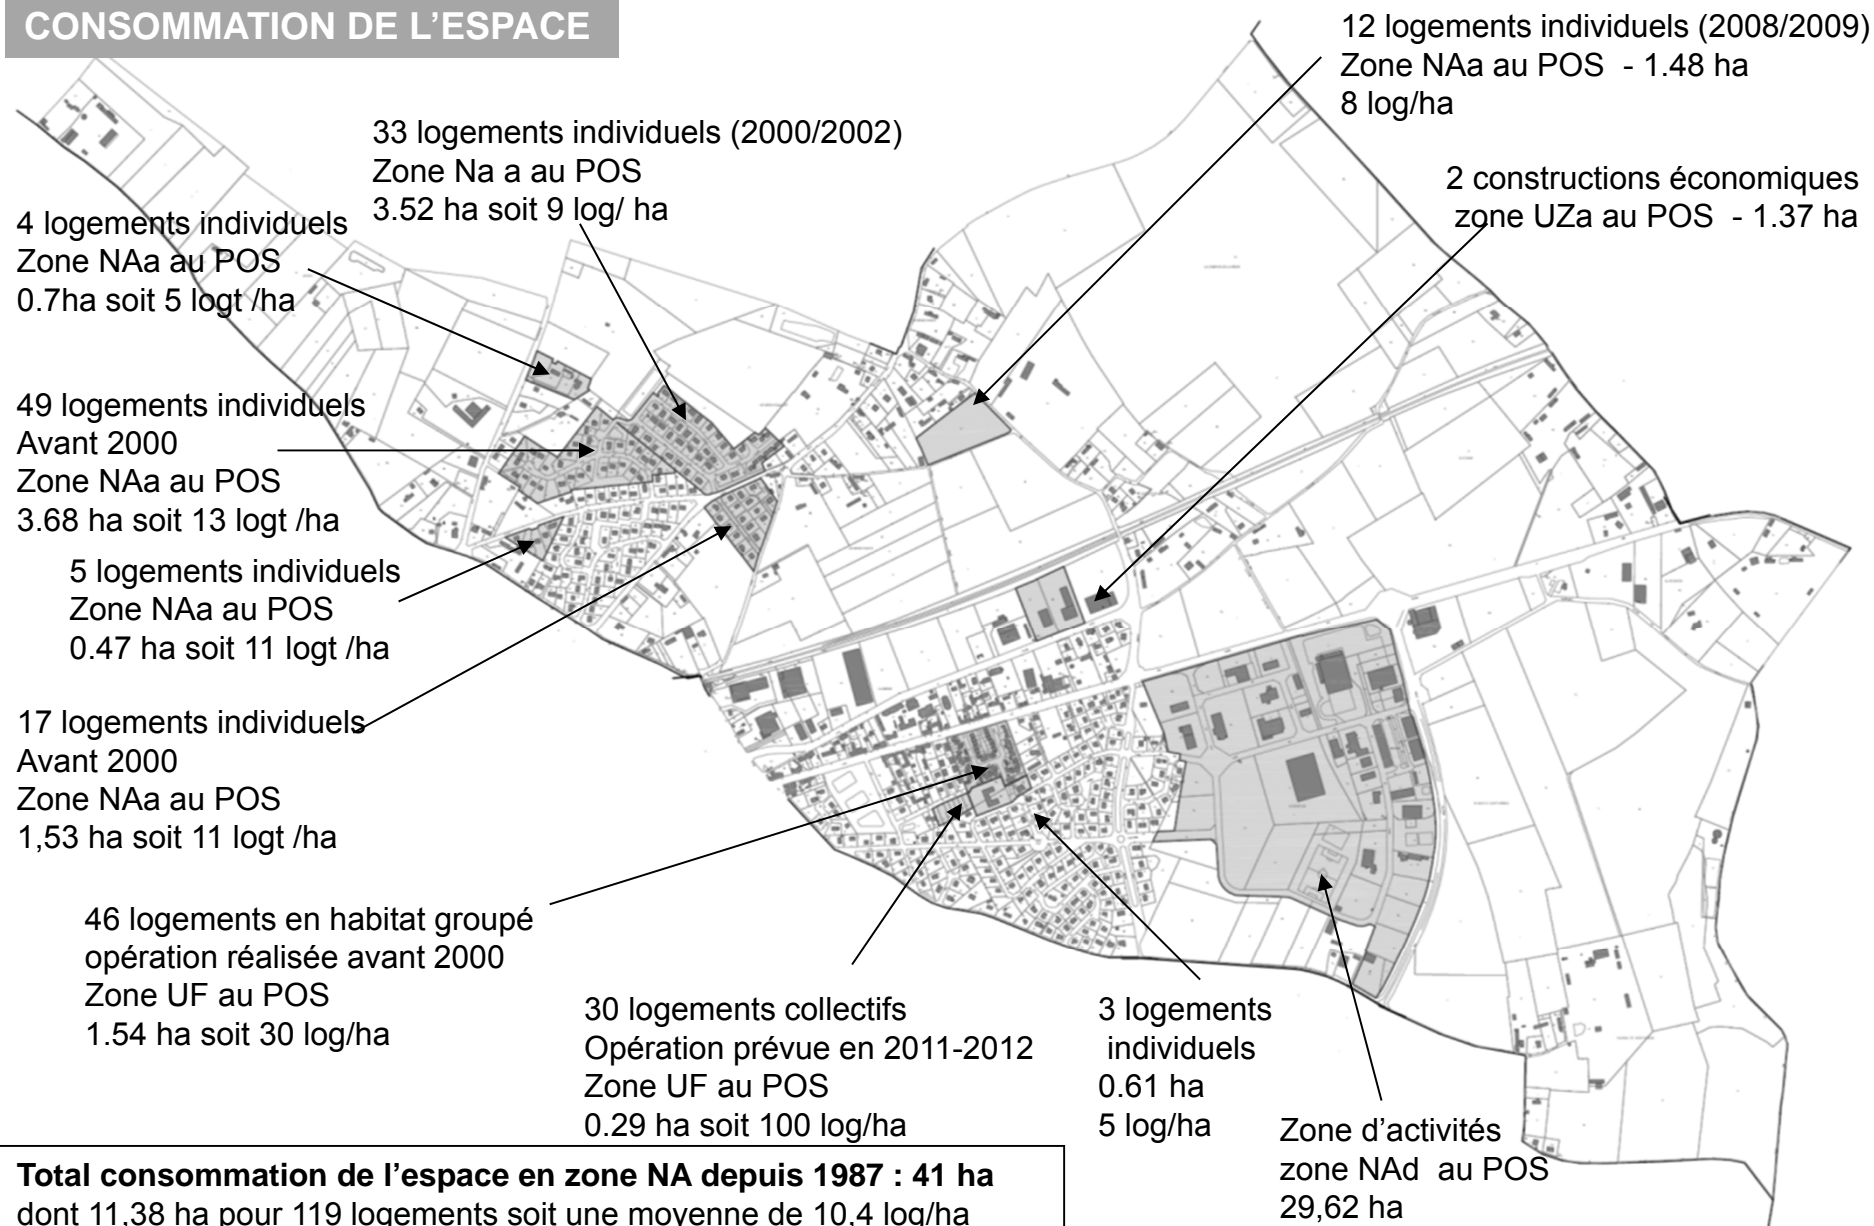 CONSOMMATION DE L'ESPACE
12 logements individuels (2008/2009)
Zone NAa au POS - 1.48 ha
8 log/ha
33 logements individuels (2000/2002)
Zone Na a au POS
3.52 ha soit 9 log/ ha
2 constructions économiques
zone UZa au POS - 1.37 ha
4 logements individuels
Zone NAa au POS
0.7ha soit 5 logt /ha
49 logements individuels
Avant 2000
Zone NAa au POS
3.68 ha soit 13 logt /ha
5 logements individuels
Zone NAa au POS
0.47 ha soit 11 logt /ha
17 logements individuels
Avant 2000
Zone NAa au POS
1,53 ha soit 11 logt /ha
46 logements en habitat groupé
opération réalisée avant 2000
Zone UF au POS
1.54 ha soit 30 log/ha
30 logements collectifs
Opération prévue en 2011-2012
Zone UF au POS
0.29 ha soit 100 log/ha
3 logements
individuels
0.61 ha
5 log/ha
Zone d'activités
zone NAd au POS
29,62 ha
Total consommation de l'espace en zone NA depuis 1987 : 41 ha
dont 11,38 ha pour 119 logements soit une moyenne de 10,4 log/ha